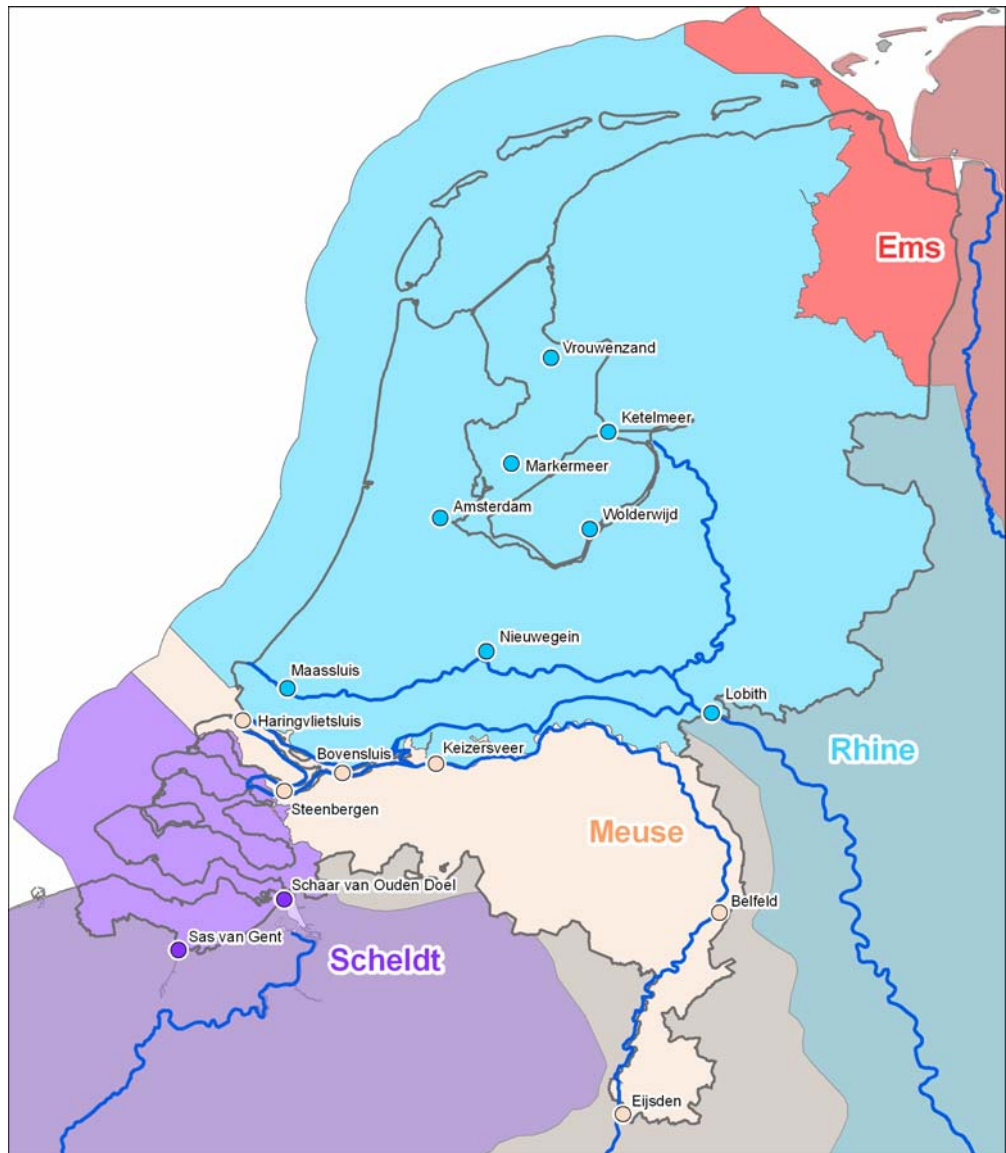 Ems
Vrouwenzand
Ketelmeer
Markermeer
Amsterdam
Wolderwijd
Nieuwegein
Maassluis
Lobith
Haringvlietsluis
Rhine
Bovensluis
Keizersveer
Steenbergen
Meuse
Schaar van Ouden Doel
Belfeld
Sas van Gent
Scheldt
Eijsden